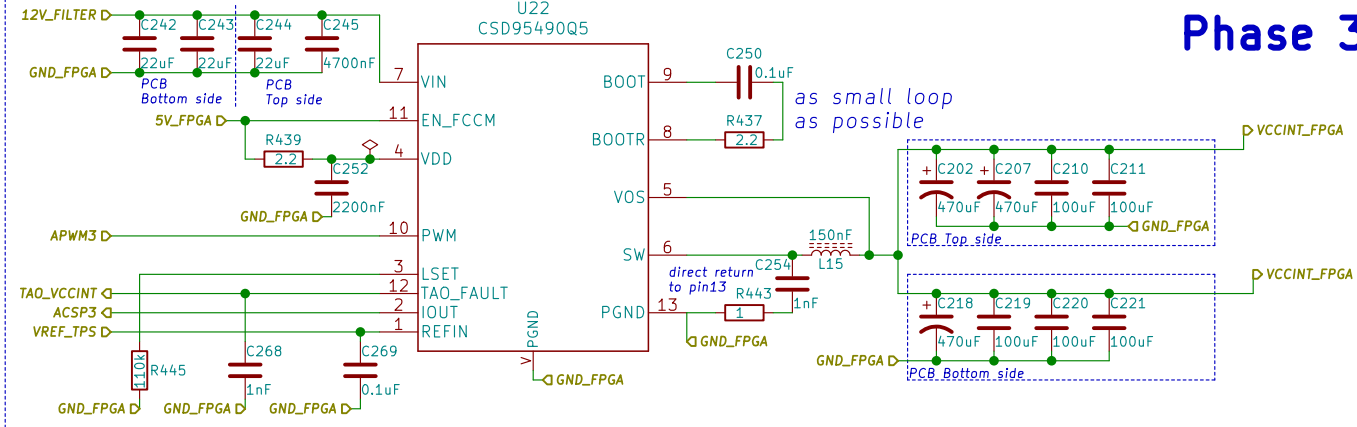 U22
CSD95490Q5
Phase 3
12V_FILTER
C242
C243
C244
C245
22uF
22uF
22uF
4700nF
GND_FPGA
PCB
Bottom side
PCB
Top side
7
VIN
5V_FPGA
11
EN_FCCM
R439
2.2
4
VDD
C252
2200nF
GND_FPGA
APWM3
10
PWM
3
LSET
TAO_VCCINT
12
TAO_FAULT
ACSP3
2
IOUT
VREF_TPS
1
REFIN
110k
R445
C268
1nF
C269
0.1uF
GND_FPGA
GND_FPGA
GND_FPGA
PGND
V
GND_FPGA
BOOT
9
C250
0.1uF
BOOTR
8
R437
2.2
as small loop
as possible
VOS
5
SW
6
150nF
L15
direct return
to pin13
C254
1nF
R443
1
PGND
13
GND_FPGA
VCCINT_FPGA
+
C202
+
C207
C210
C211
470uF
470uF
100uF
100uF
GND_FPGA
PCB Top side
VCCINT_FPGA
+
C218
C219
C220
C221
470uF
100uF
100uF
100uF
GND_FPGA
PCB Bottom side